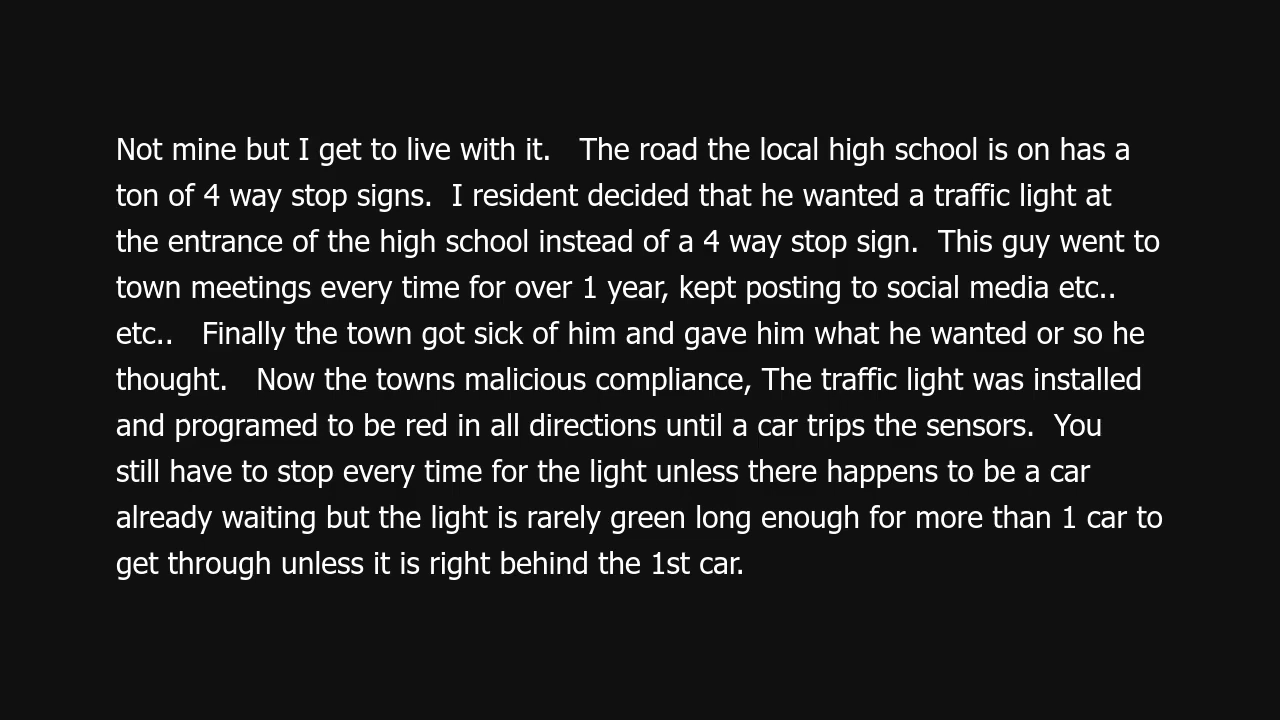 Not mine but I get to live with it.   The road the local high school is on has a
ton of 4 way stop signs.  I resident decided that he wanted a traffic light at
the entrance of the high school instead of a 4 way stop sign.  This guy went to
town meetings every time for over 1 year, kept posting to social media etc..
etc..   Finally the town got sick of him and gave him what he wanted or so he
thought.   Now the towns malicious compliance, The traffic light was installed
and programed to be red in all directions until a car trips the sensors.  You
still have to stop every time for the light unless there happens to be a car
already waiting but the light is rarely green long enough for more than 1 car to
get through unless it is right behind the 1st car.